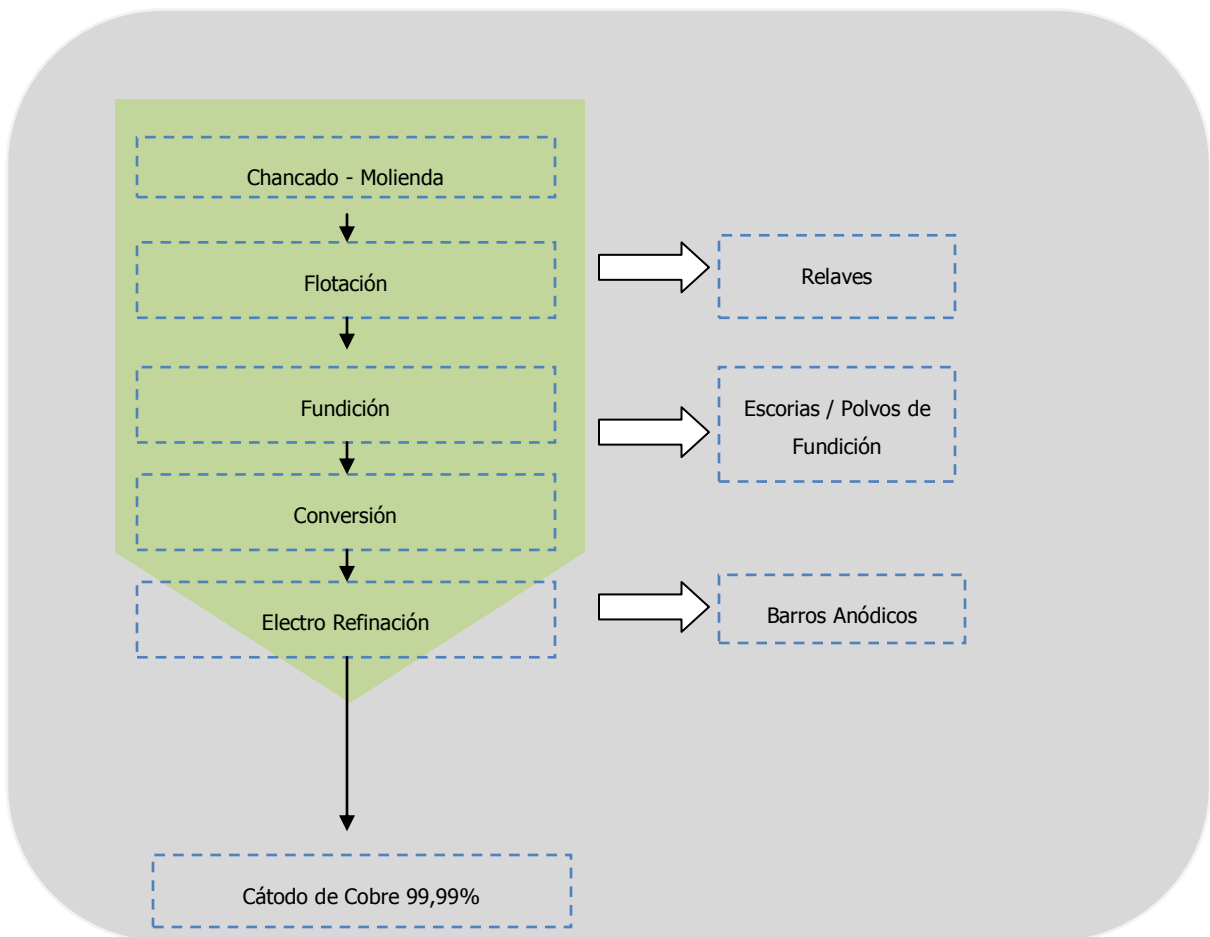 Chancado - Molienda
Flotación
Relaves
Fundición
Escorias / Polvos de
Fundición
Conversión
Electro Refinación
Barros Anódicos
Cátodo de Cobre 99,99%